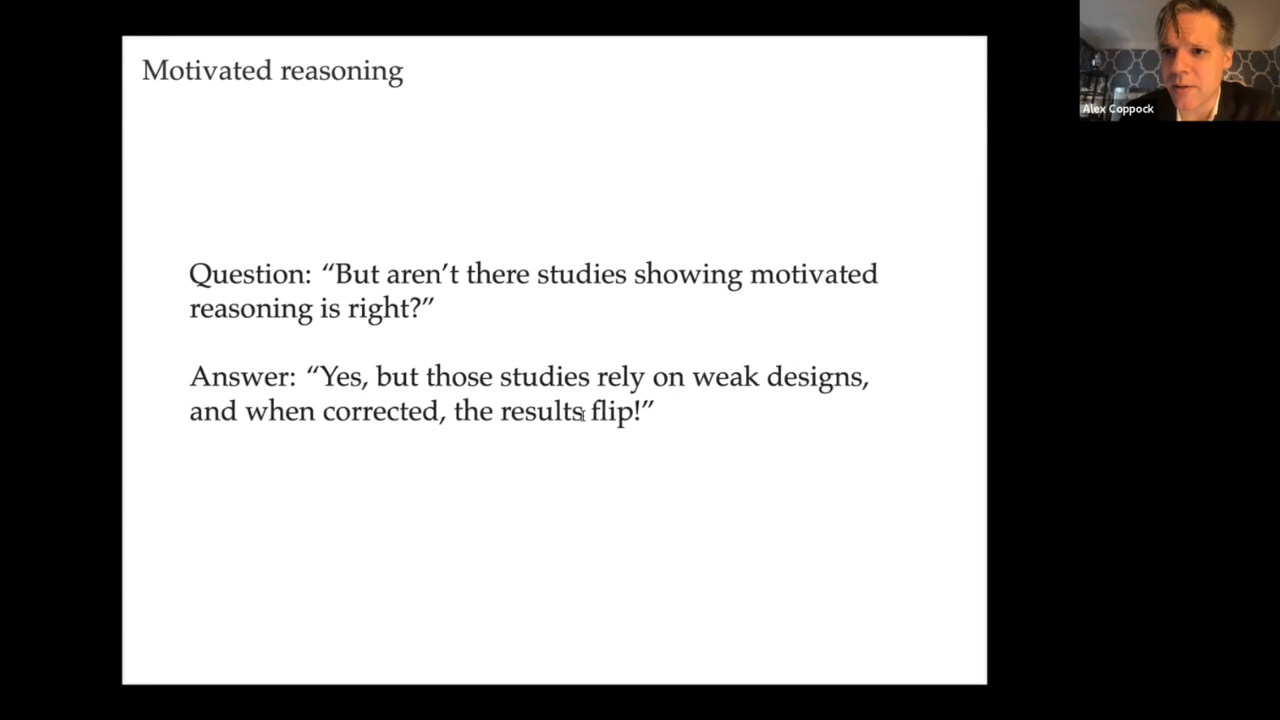 Motivated reasoning
Alex Coppock
Question: “But aren’t there studies showing motivated
reasoning is right?”
Answer: “Yes, but those studies rely on weak designs,
and when corrected, the results flip!”